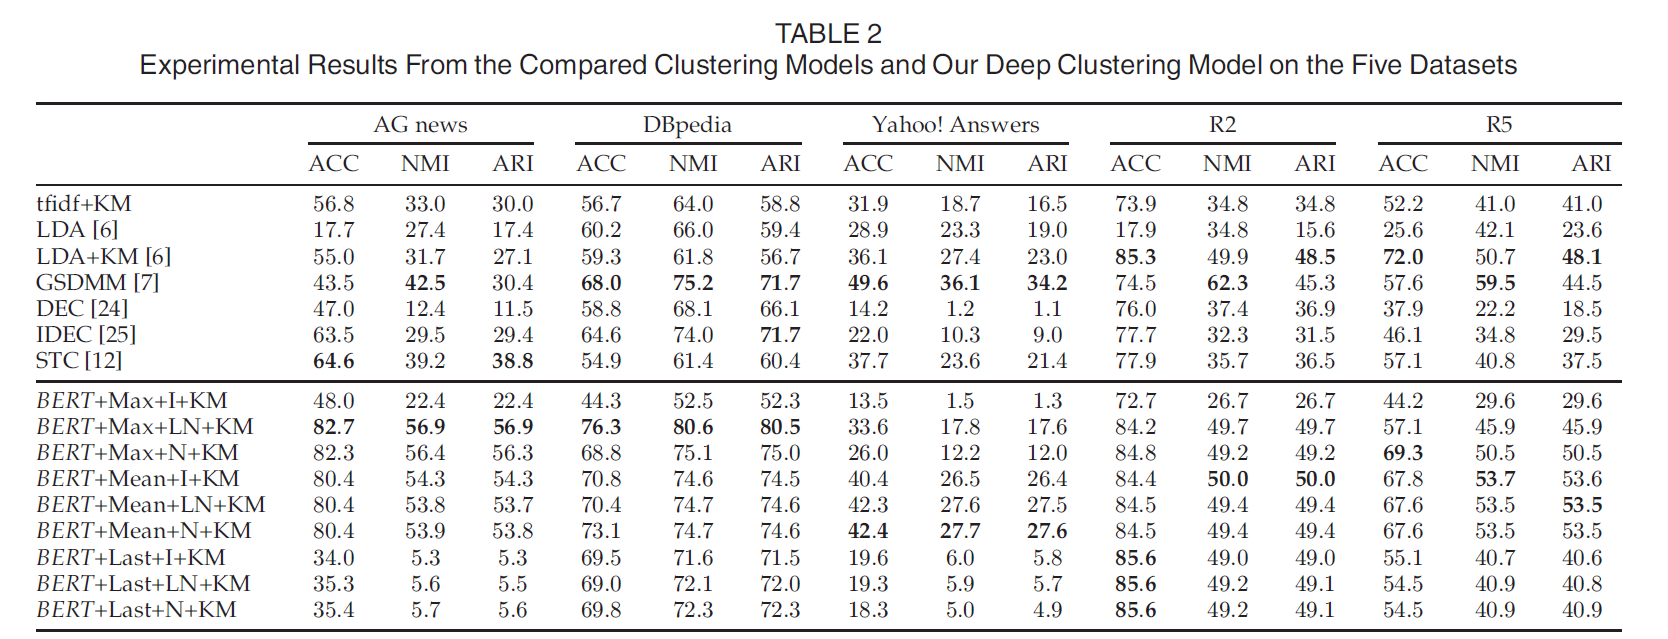 TABLE 2
Experimental Results From the Compared Clustering Models and Our Deep Clustering Model on the Five Datasets
AG news DBpedia Yahoo! Answers R2 R5
ACC NMI ARI ACC NMI ARI ACC NMI ARI ACC NMI ARI ACC NMI ARI
tfidf+KM 56.8 33.0 30.0 56.7 64.0 58.8 31.9 18.7 16.5 73.9 34.8 34.8 52.2 41.0 41.0
LDA [6] 17.7 27.4 17.4 60.2 66.0 59.4 28.9 23.3 19.0 17.9 34.8 15.6 25.6 42.1 23.6
LDA+KM [6] 55.0 31.7 27.1 59.3 61.8 56.7 36.1 27.4 23.0 85.3 49.9 48.5 72.0 50.7 48.1
GSDMM [7] 43.5 42.5 30.4 68.0 75.2 71.7 49.6 36.1 34.2 74.5 62.3 45.3 57.6 59.5 44.5
DEC [24] 47.0 12.4 11.5 58.8 68.1 66.1 14.2 1.2 1.1 76.0 37.4 36.9 37.9 22.2 18.5
IDEC [25] 63.5 29.5 29.4 64.6 74.0 71.7 22.0 10.3 9.0 77.7 32.3 31.5 46.1 34.8 29.5
STC [12] 64.6 39.2 38.8 54.9 61.4 60.4 37.7 23.6 21.4 77.9 35.7 36.5 57.1 40.8 37.5
BERT+Max+I+KM 48.0 22.4 22.4 44.3 52.5 52.3 13.5 1.5 1.3 72.7 26.7 26.7 44.2 29.6 29.6
BERT+Max+LN+KM 82.7 56.9 56.9 76.3 80.6 80.5 33.6 17.8 17.6 84.2 49.7 49.7 57.1 45.9 45.9
BERT+Max+N+KM 82.3 56.4 56.3 68.8 75.1 75.0 26.0 12.2 12.0 84.8 49.2 49.2 69.3 50.5 50.5
BERT+Mean+I+KM 80.4 54.3 54.3 70.8 74.6 74.5 40.4 26.5 26.4 84.4 50.0 50.0 67.8 53.7 53.6
BERT+Mean+LN+KM 80.4 53.8 53.7 70.4 74.7 74.6 42.3 27.6 27.5 84.5 49.4 49.4 67.6 53.5 53.5
BERT+Mean+N+KM 80.4 53.9 53.8 73.1 74.7 74.6 42.4 27.7 27.6 84.5 49.4 49.4 67.6 53.5 53.5
BERT+Last+I+KM 34.0 5.3 5.3 69.5 71.6 71.5 19.6 6.0 5.8 85.6 49.0 49.0 55.1 40.7 40.6
BERT+Last+LN+KM 35.3 5.6 5.5 69.0 72.1 72.0 19.3 5.9 5.7 85.6 49.2 49.1 54.5 40.9 40.8
BERT+Last+N+KM 35.4 5.7 5.6 69.8 72.3 72.3 18.3 5.0 4.9 85.6 49.2 49.1 54.5 40.9 40.9